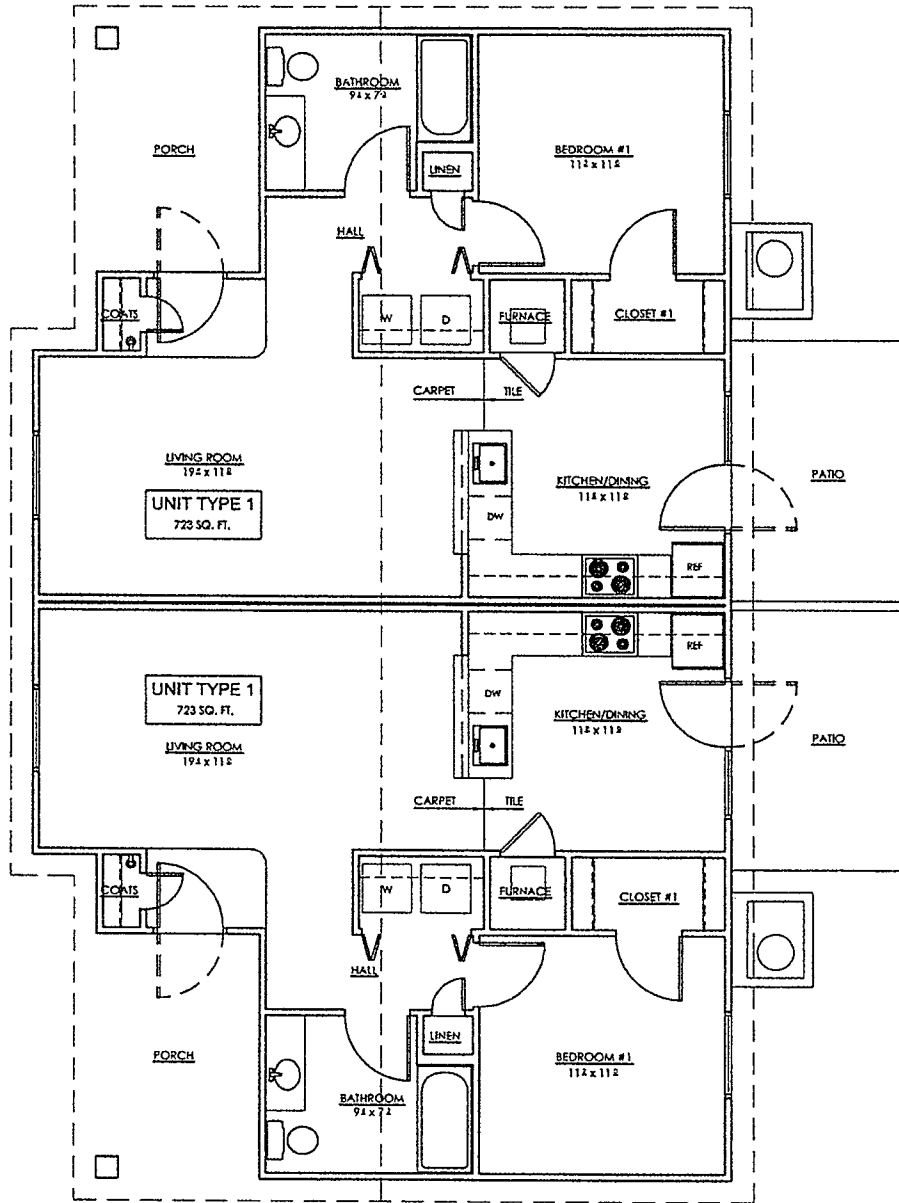 BATHROOM
PORCH
BEDROOM #1
LINEN
HALL
COATS
W
D
FURNACE
CLOSET #1
CARPET
TILE
LIVING ROOM
KITCHEN/DINING
PATIO
UNIT TYPE 1
723 SQ. FT.
DW
REF
REF
UNIT TYPE 1
723 SQ. FT.
DW
KITCHEN/DINING
LIVING ROOM
PATIO
CARPET
TILE
COATS
W
D
FURNACE
CLOSET #1
HALL
LINEN
PORCH
BEDROOM #1
BATHROOM